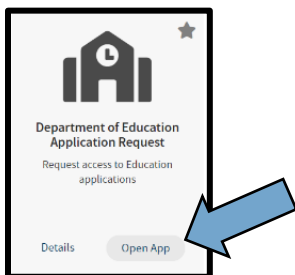 Department of Education
Application Request
Request access to Education
applications
Details
Open App